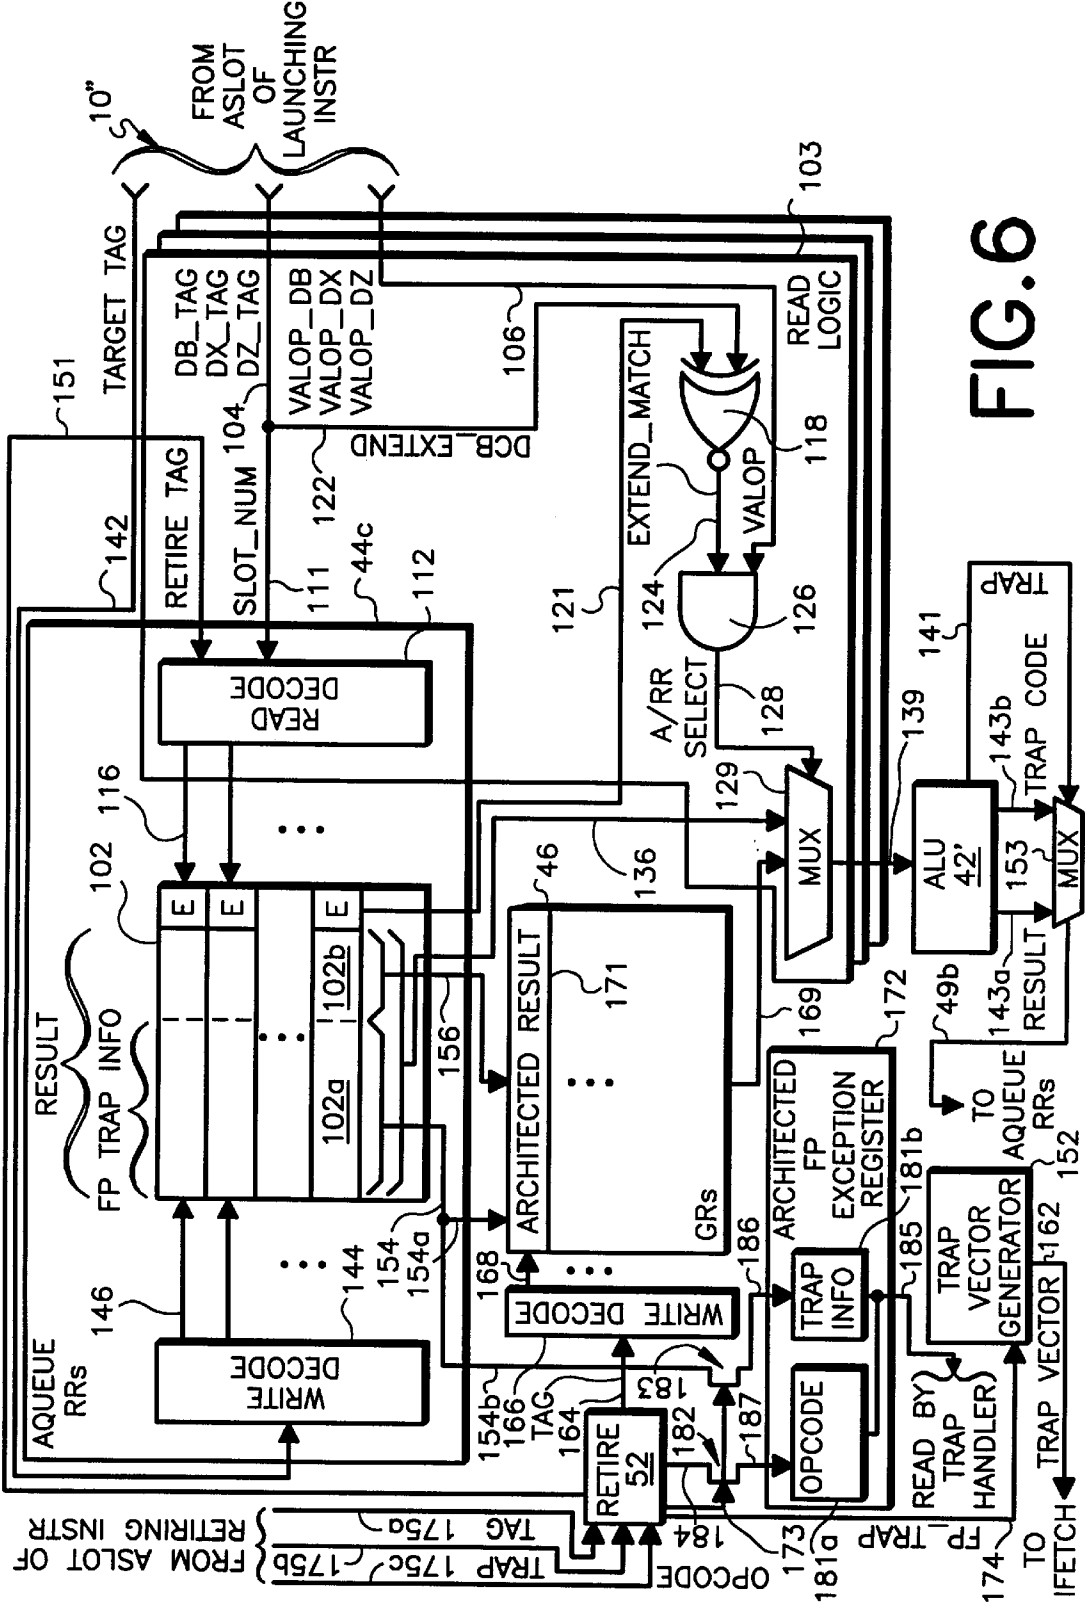 10"
FROM
ASLOT
OF
LAUNCHING
INSTR
TARGET TAG
DB_TAG
DX_TAG
DZ_TAG
VALOP_DB
VALOP_DX
VALOP_DZ
103
READ
LOGIC
106
151
142
RETIRE TAG
SLOT_NUM
104
122
DCB_EXTEND
111
44c
112
READ
DECODE
116
102
E
E
E
EXTEND_MATCH
118
121
124
VALOP
126
A/RR
SELECT
128
129
MUX
136
139
RESULT
FP TRAP INFO
102a
102b
156
154
154a
146
144
WRITE
DECODE
AQUEUE
RRs
46
ARCHITECTED RESULT
171
GRs
169
168
WRITE DECODE
166
TAG
164
154b
183
182
RETIRE
52
184
187
186
173
FROM ASLOT OF
RETIRING INSTR
175a
TAG
175b
TRAP
175c
OPCODE
172
ARCHITECTED
FP
EXCEPTION
REGISTER
181b
TRAP
INFO
OPCODE
181a
185
READ BY
TRAP
HANDLER
FP_TRAP
174
152
TRAP
VECTOR
GENERATOR
TRAP VECTOR
162
TO
IFETCH
ALU
42'
141
TRAP
143b
TRAP CODE
153
MUX
143a
RESULT
49b
TO
AQUEUE
RRs
FIG.6